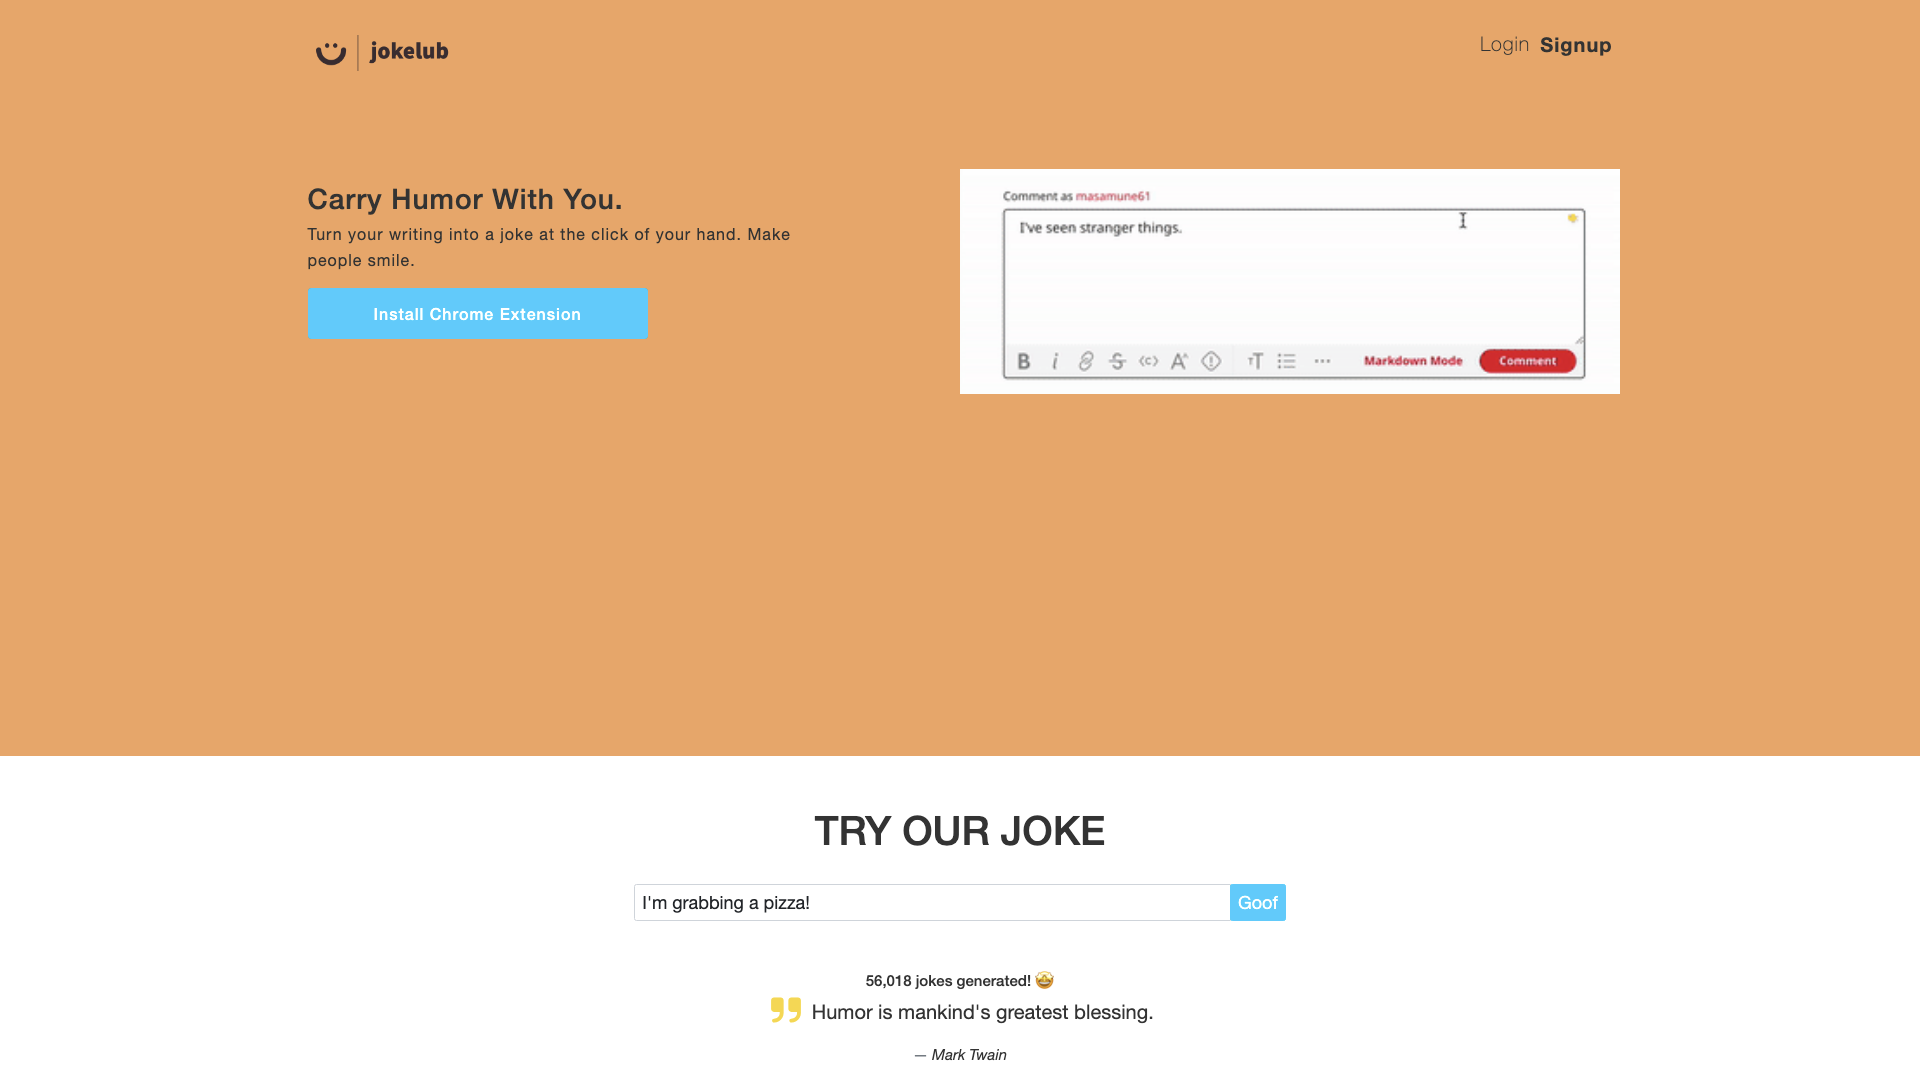 jokelub
Login Signup
Carry Humor With You.
Turn your writing into a joke at the click of your hand. Make
people smile.
Install Chrome Extension
Comment as masamune61
I've seen stranger things.
Markdown Mode
Comment
TRY OUR JOKE
I'm grabbing a pizza!
Goof
56,018 jokes generated! 🤩
Humor is mankind's greatest blessing.
— Mark Twain